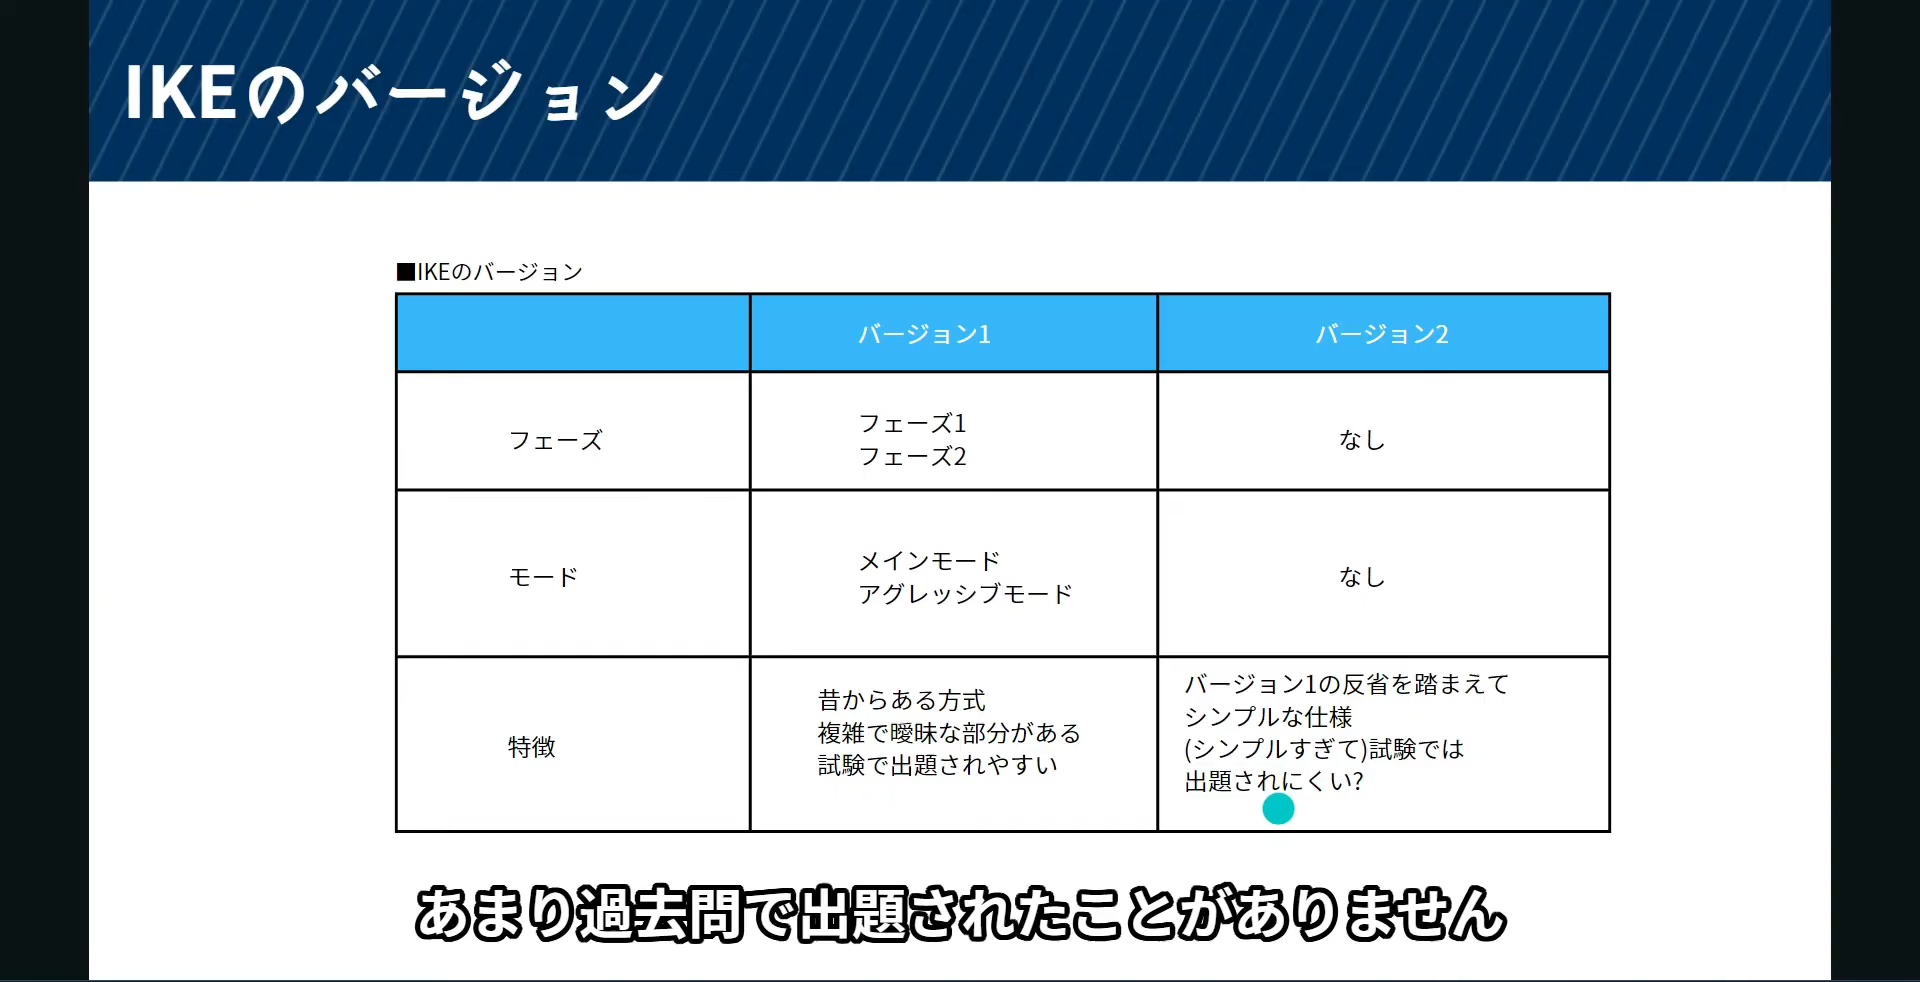 IKEのバージョン
■IKEのバージョン
バージョン1
バージョン2
フェーズ
フェーズ1
フェーズ2
なし
モード
メインモード
アグレッシブモード
なし
特徴
昔からある方式
複雑で曖昧な部分がある
試験で出題されやすい
バージョン1の反省を踏まえて
シンプルな仕様
(シンプルすぎて)試験では
出題されにくい?
あまり過去問で出題されたことがありません